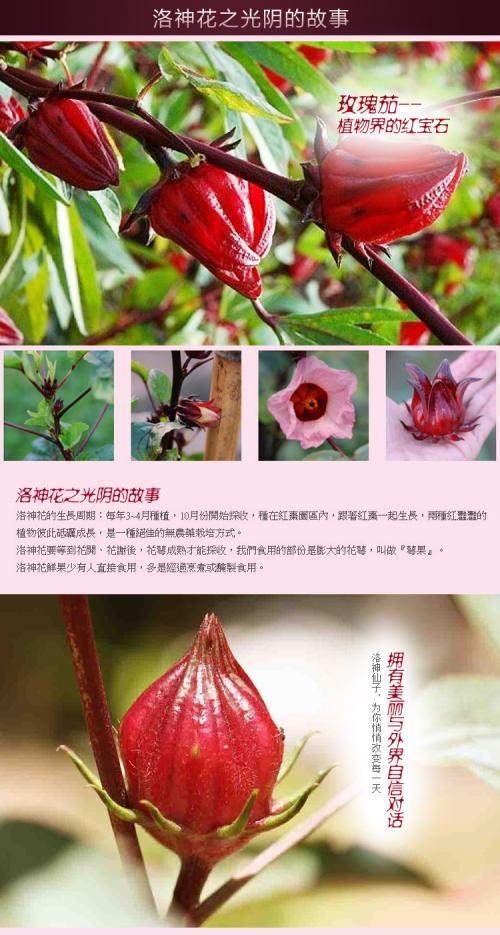 洛神花之光阴的故事
玫瑰茄--
植物界的红宝石
洛神花之光阴的故事
洛神花的生長周期：每年3~4月種植，10月份開始採收，種在紅棗園區內，跟著紅棗一起生長，兩種紅豔豔的
植物彼此砥礪成長，是一種絕佳的無農藥栽培方式。
洛神花要等到花開、花謝後，花萼成熟才能採收，我們食用的部份是膨大的花萼，叫做『萼果』。
洛神花鮮果少有人直接食用，多是經過烹煮或醃製食用。
拥有美丽与外界自信对话
洛神仙子，为你悄悄改变每一天